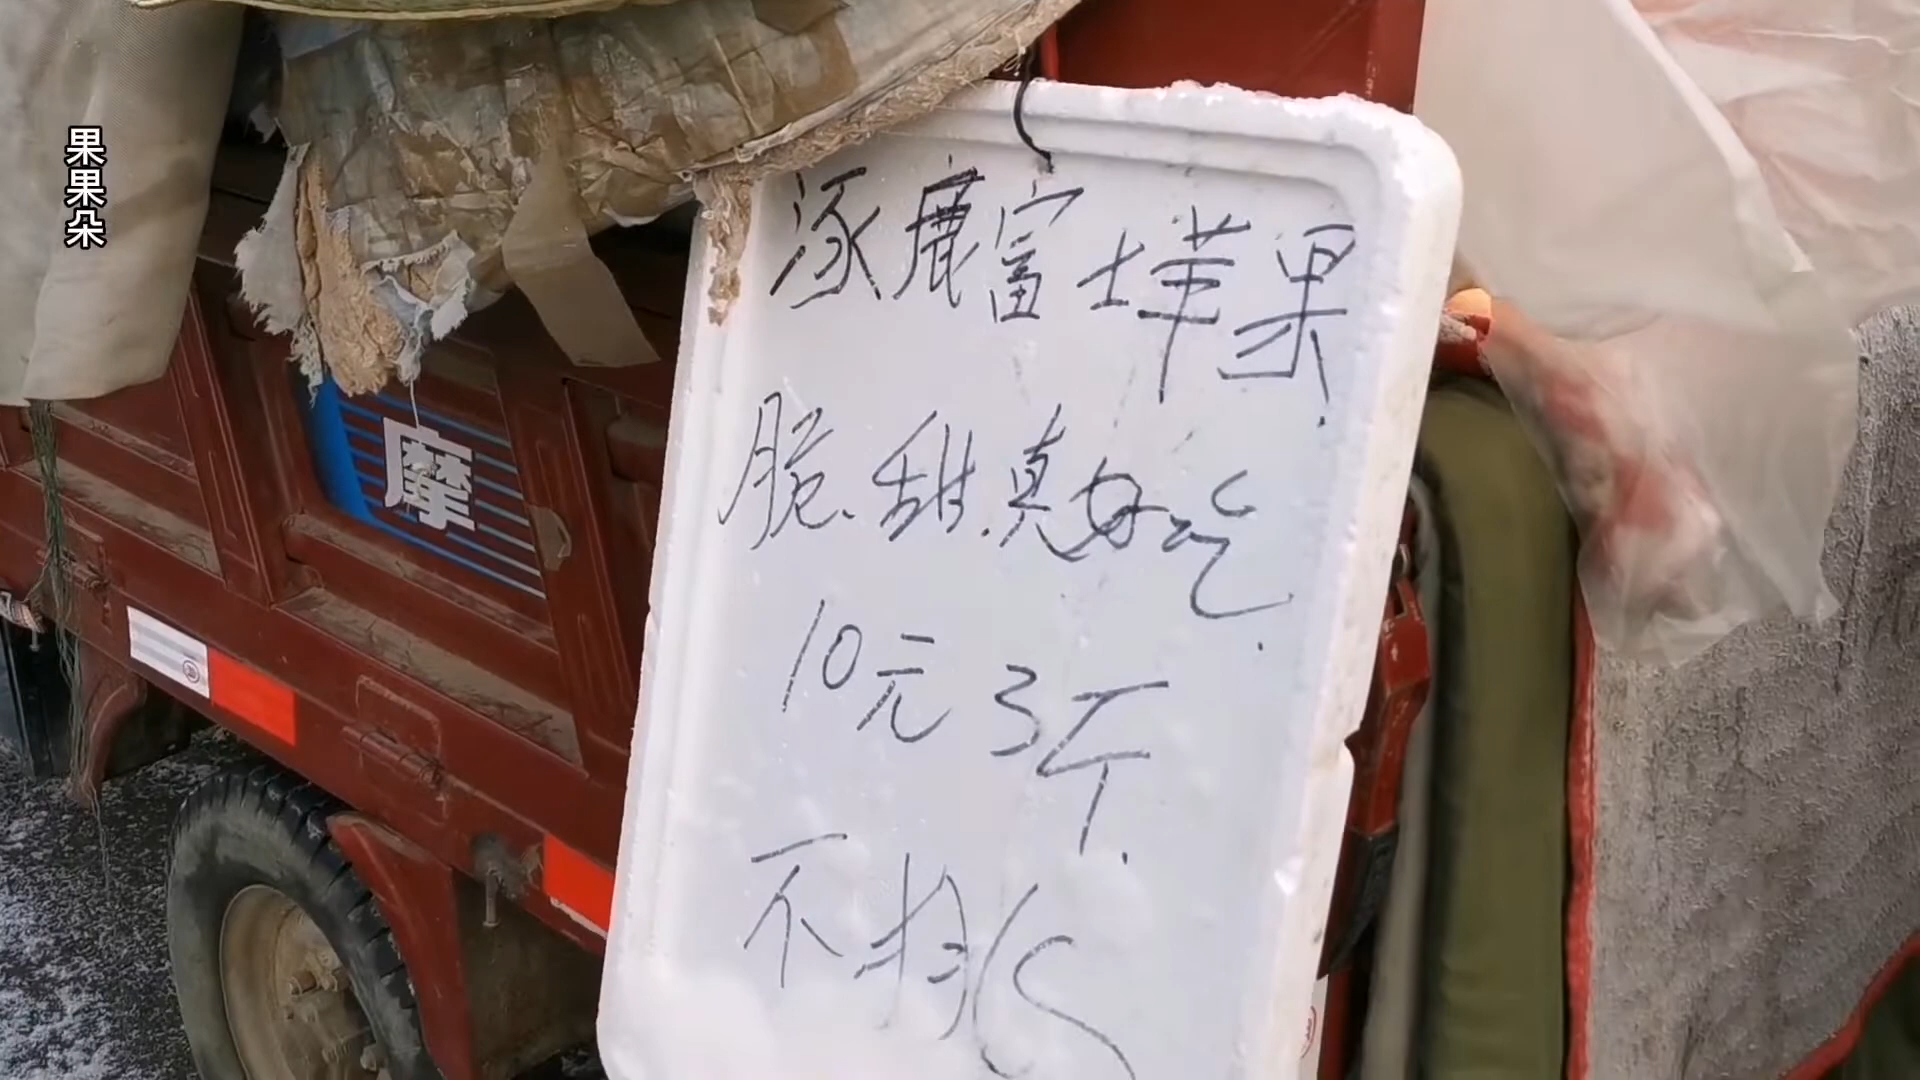 果果朵
涿鹿富士苹果.
脆.甜.真好吃.
10元3个.
不挑
摩